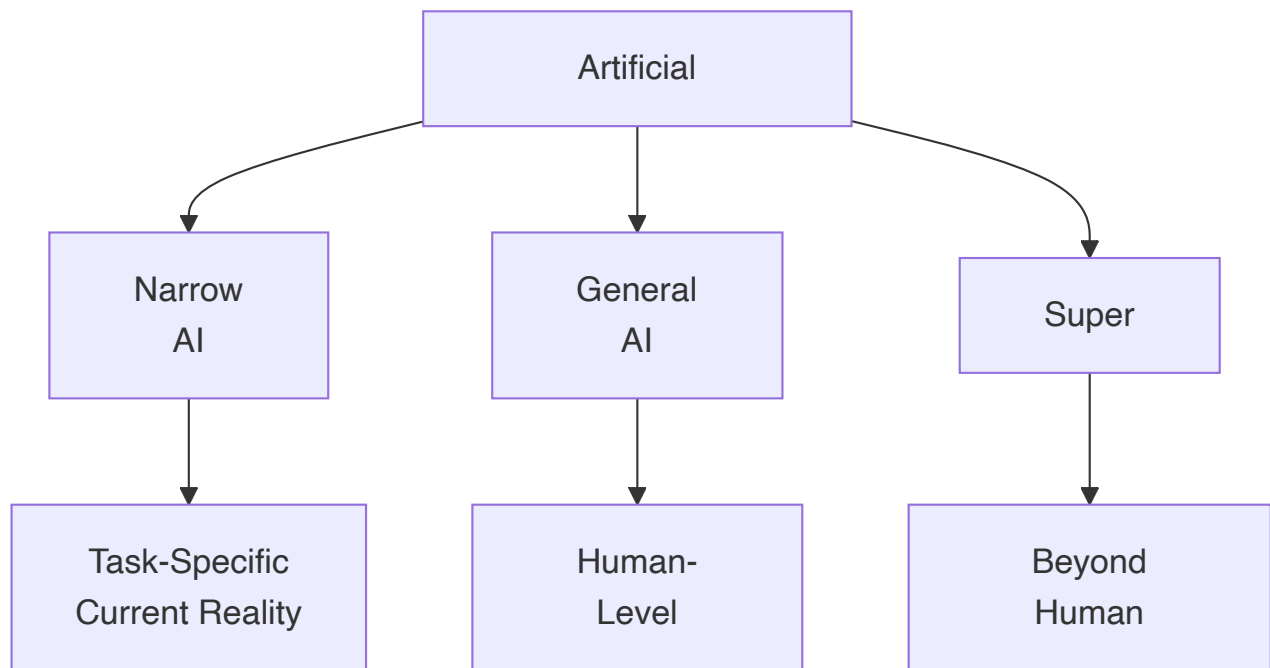 Artificial
Narrow
AI
General
AI
Super
Task-Specific
Current Reality
Human-
Level
Beyond
Human